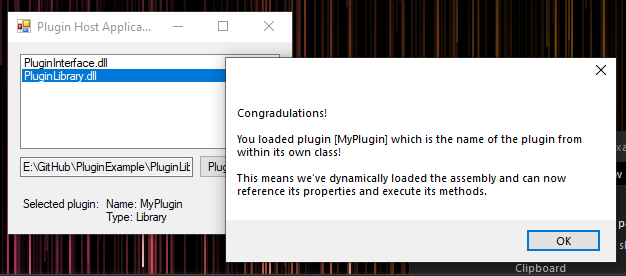 Plugin Host Applica...
PluginInterface.dll
PluginLibrary.dll
E:\GitHub\PluginExample\PluginLib
Plug
Selected plugin: Name: MyPlugin
Type: Library
Congradulations!
You loaded plugin [MyPlugin] which is the name of the plugin from
within its own class!
This means we've dynamically loaded the assembly and can now
reference its properties and execute its methods.
OK
Clipboard